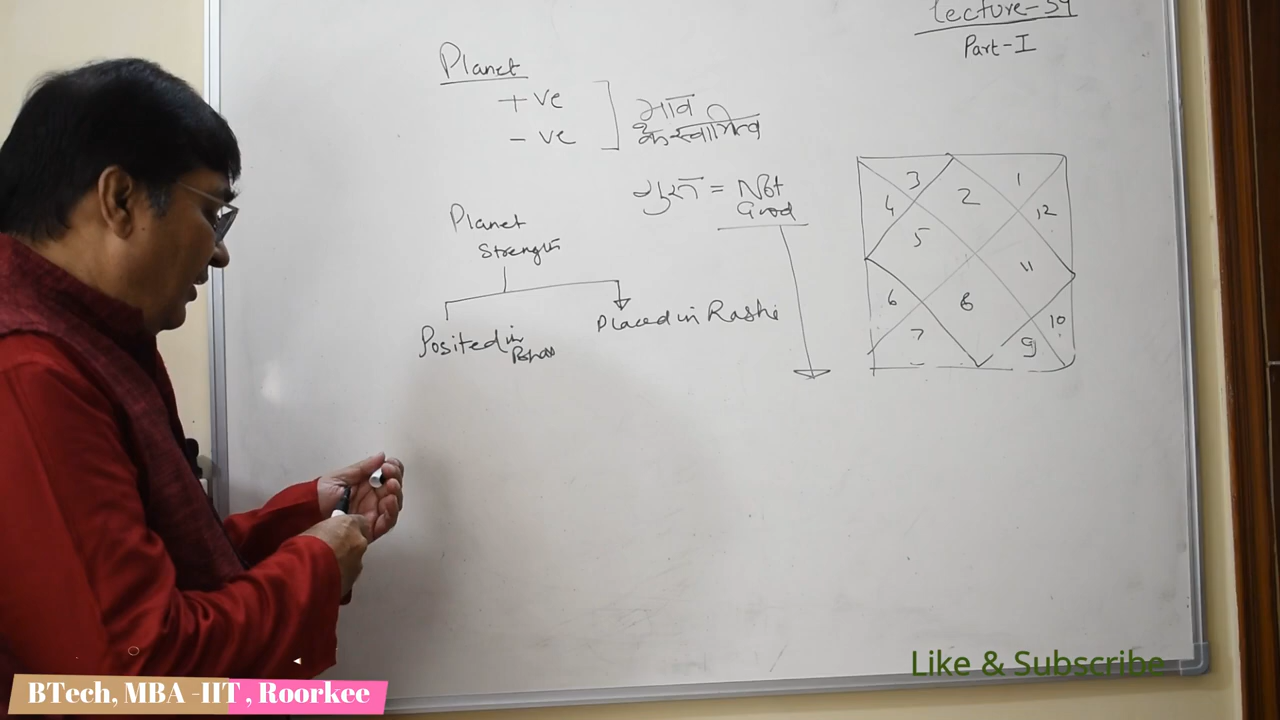 Lecture-54
Part-I
Planet
+ ve
- ve
भाव
के स्वामित्व
गुरु = Not
Good
Planet
Strength
Posited in
Placed in Rashi
3
2
1
4
12
5
11
6
8
10
7
9
Like & Subscribe
BTech, MBA -IIT , Roorkee